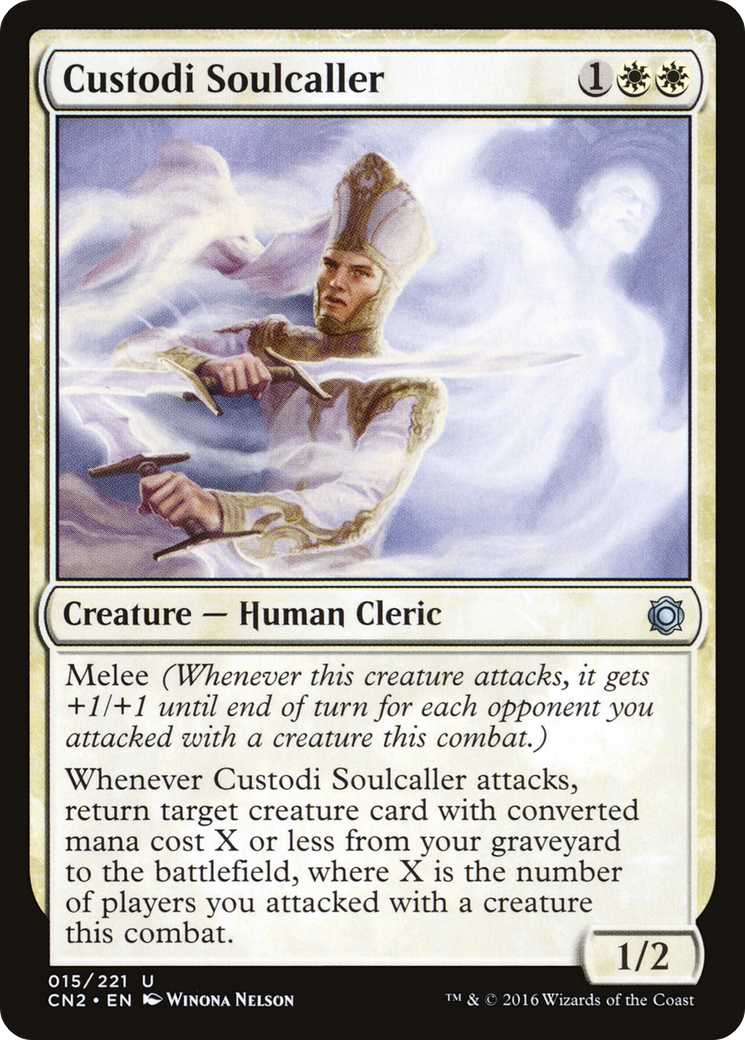 Custodi Soulcaller 1
Creature — Human Cleric
Melee (Whenever this creature attacks, it gets
+1/+1 until end of turn for each opponent you
attacked with a creature this combat.)
Whenever Custodi Soulcaller attacks,
return target creature card with converted
mana cost X or less from your graveyard
to the battlefield, where X is the number
of players you attacked with a creature
this combat.
1/2
015/221 U
CN2 • EN Winona Nelson
™ & © 2016 Wizards of the Coast